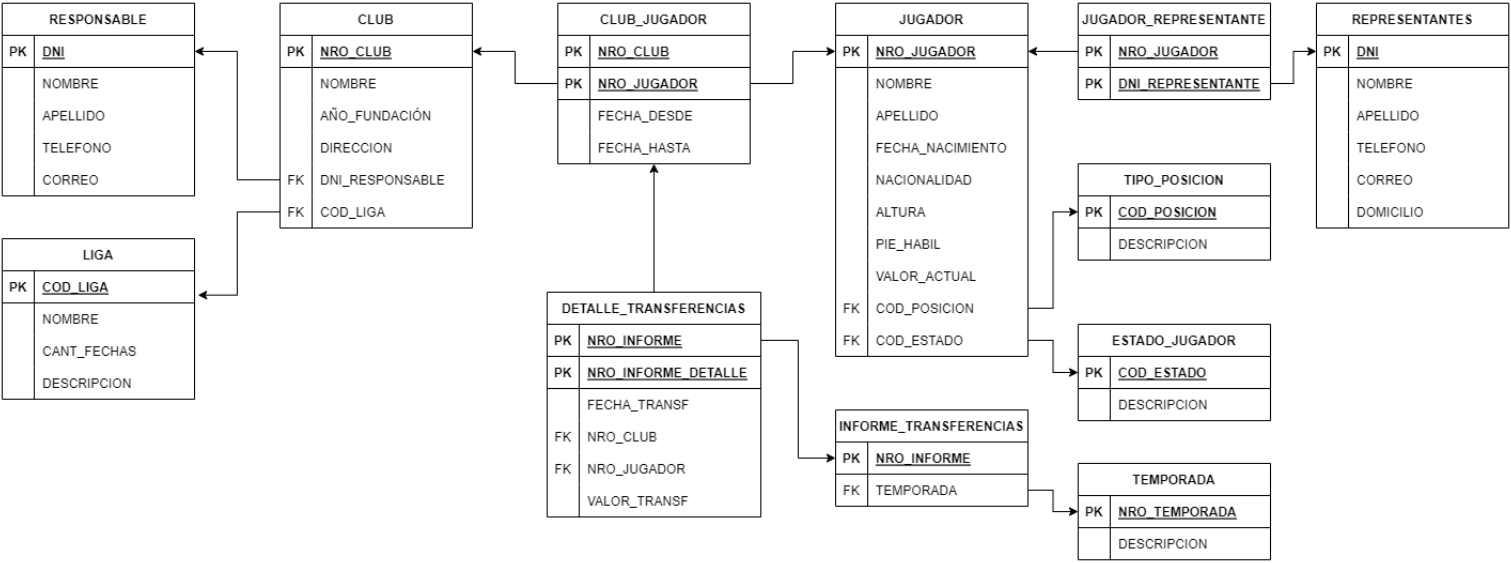 RESPONSABLE
PK DNI
NOMBRE
APELLIDO
TELEFONO
CORREO
LIGA
PK COD_LIGA
NOMBRE
CANT_FECHAS
DESCRIPCION
CLUB
PK NRO_CLUB
NOMBRE
AÑO_FUNDACIÓN
DIRECCION
FK DNI_RESPONSABLE
FK COD_LIGA
CLUB_JUGADOR
PK NRO_CLUB
PK NRO_JUGADOR
FECHA_DESDE
FECHA_HASTA
DETALLE_TRANSFERENCIAS
PK NRO_INFORME
PK NRO_INFORME_DETALLE
FECHA_TRANSF
FK NRO_CLUB
FK NRO_JUGADOR
VALOR_TRANSF
JUGADOR
PK NRO_JUGADOR
NOMBRE
APELLIDO
FECHA_NACIMIENTO
NACIONALIDAD
ALTURA
PIE_HABIL
VALOR_ACTUAL
FK COD_POSICION
FK COD_ESTADO
INFORME_TRANSFERENCIAS
PK NRO_INFORME
FK TEMPORADA
JUGADOR_REPRESENTANTE
PK NRO_JUGADOR
PK DNI_REPRESENTANTE
TIPO_POSICION
PK COD_POSICION
DESCRIPCION
ESTADO_JUGADOR
PK COD_ESTADO
DESCRIPCION
TEMPORADA
PK NRO_TEMPORADA
DESCRIPCION
REPRESENTANTES
PK DNI
NOMBRE
APELLIDO
TELEFONO
CORREO
DOMICILIO